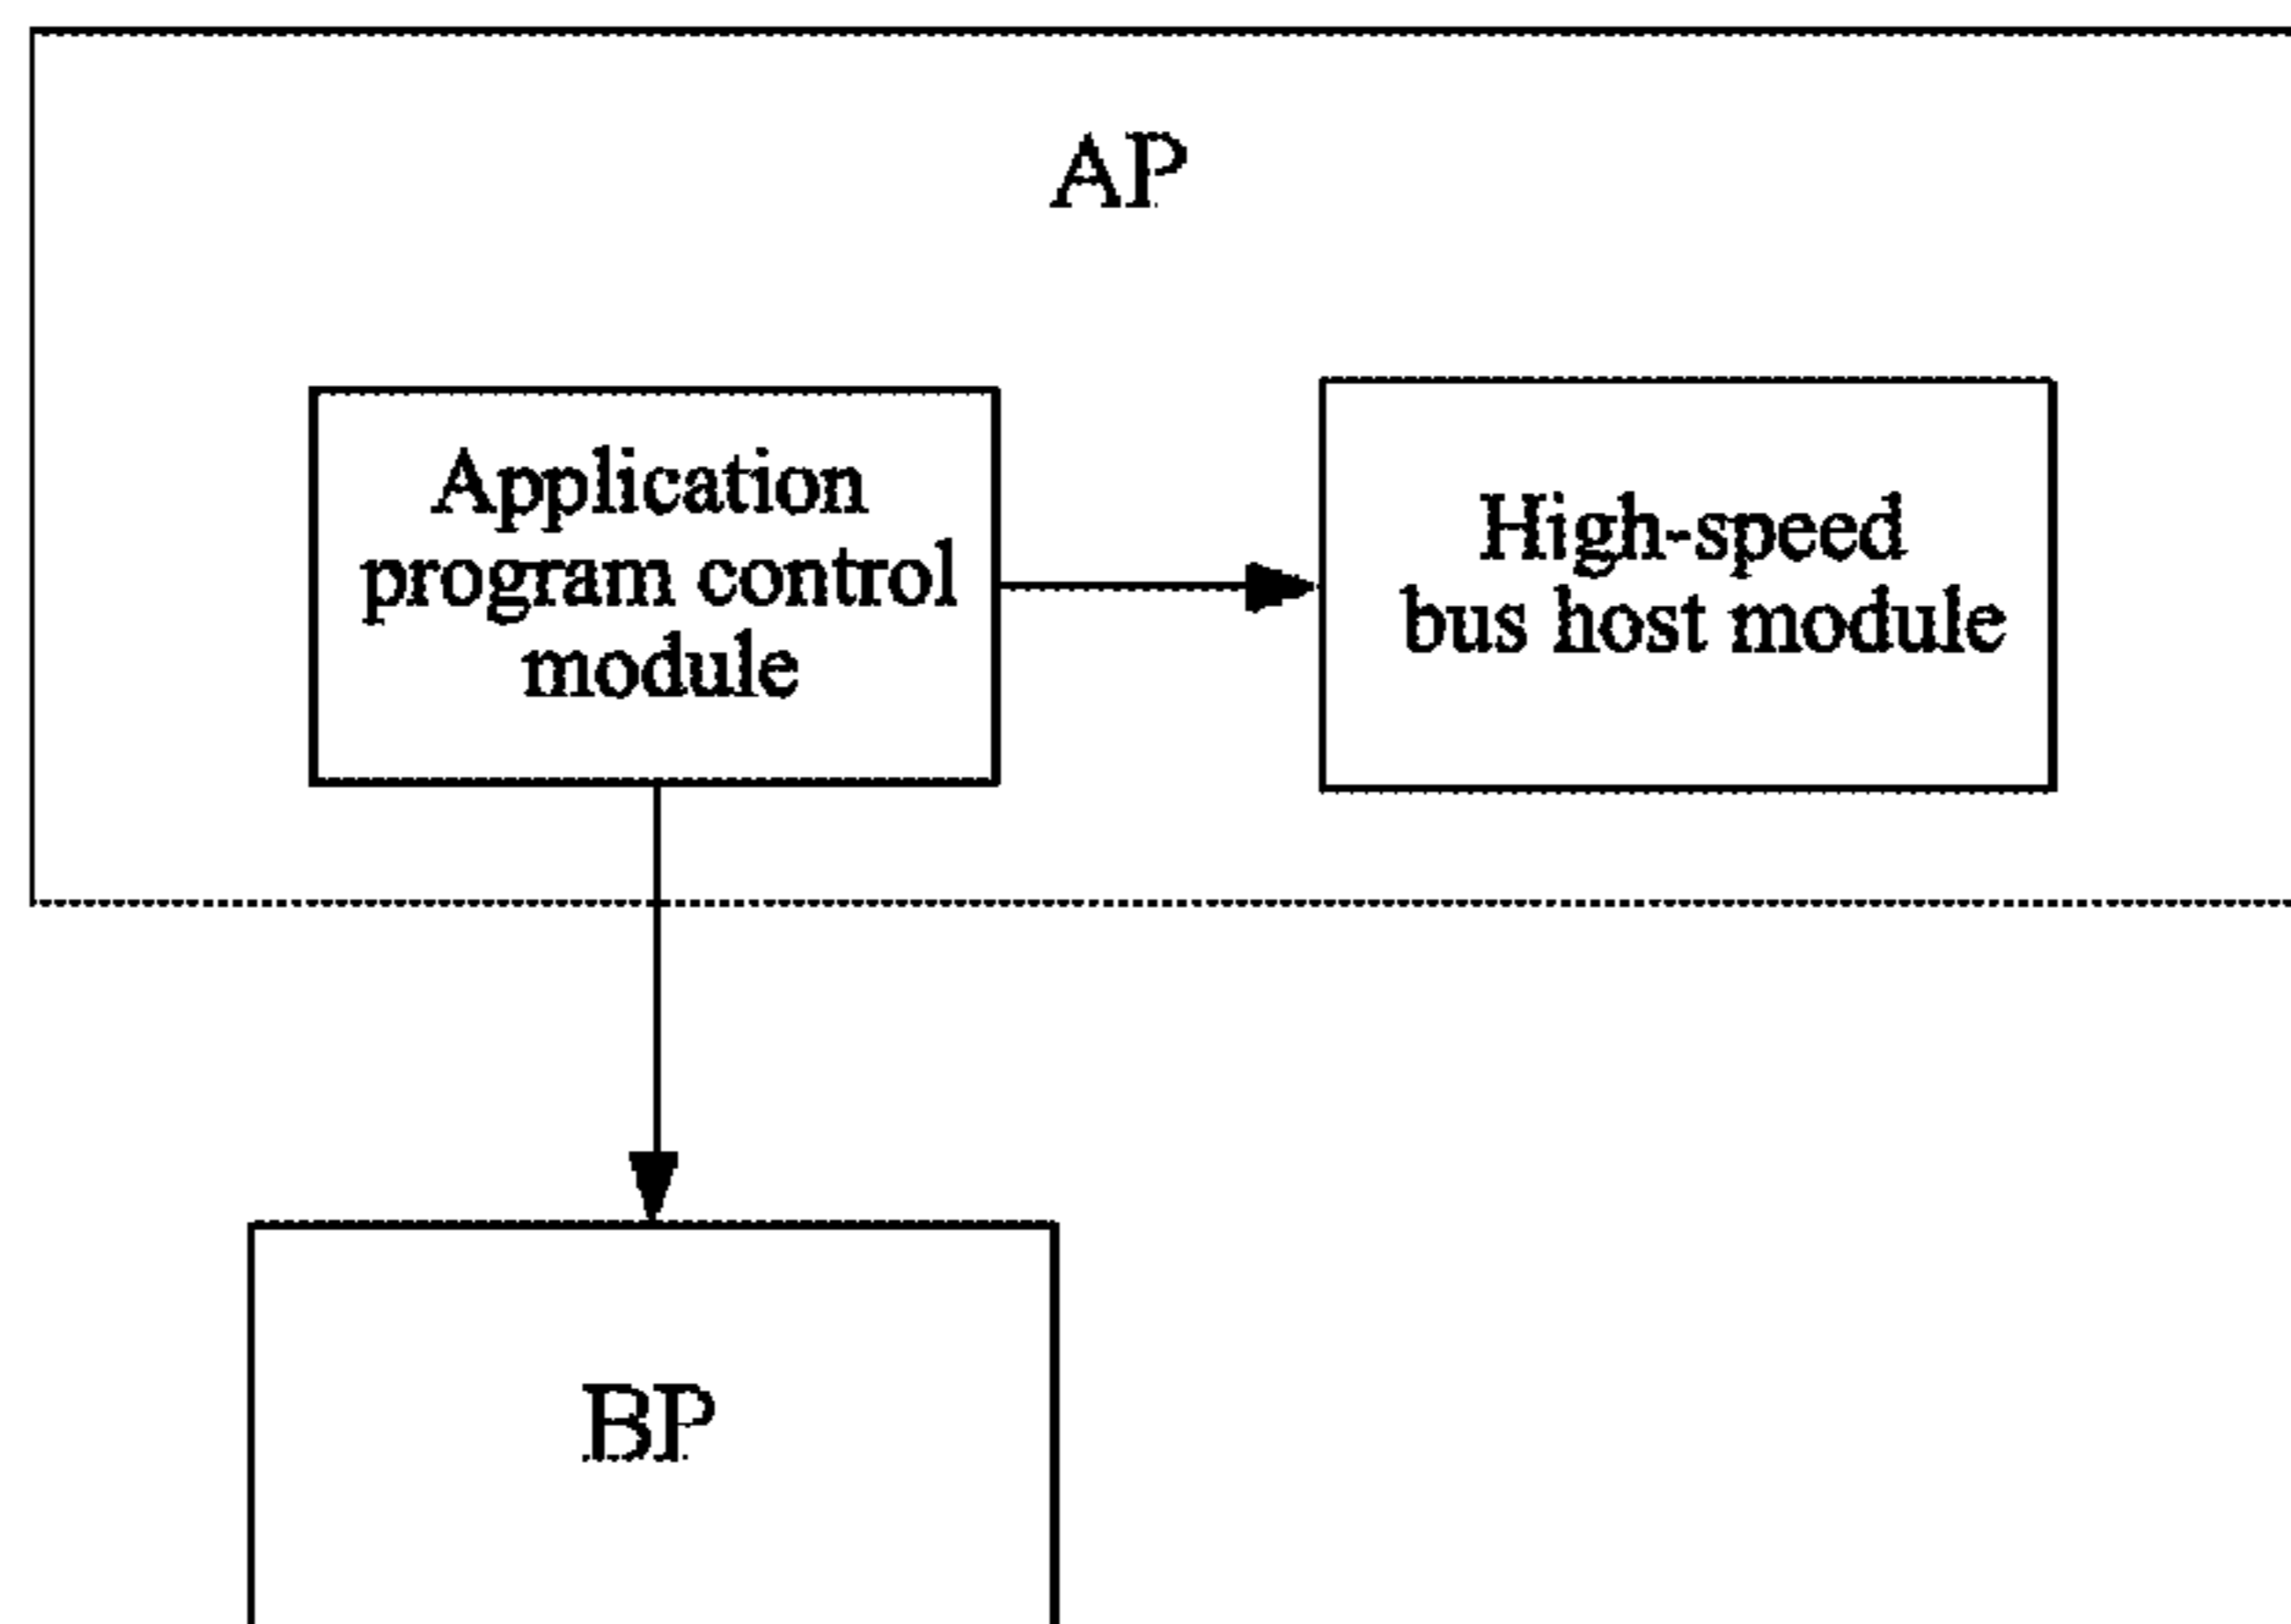 AP
Application
program control
module
High-speed
bus host module
BP